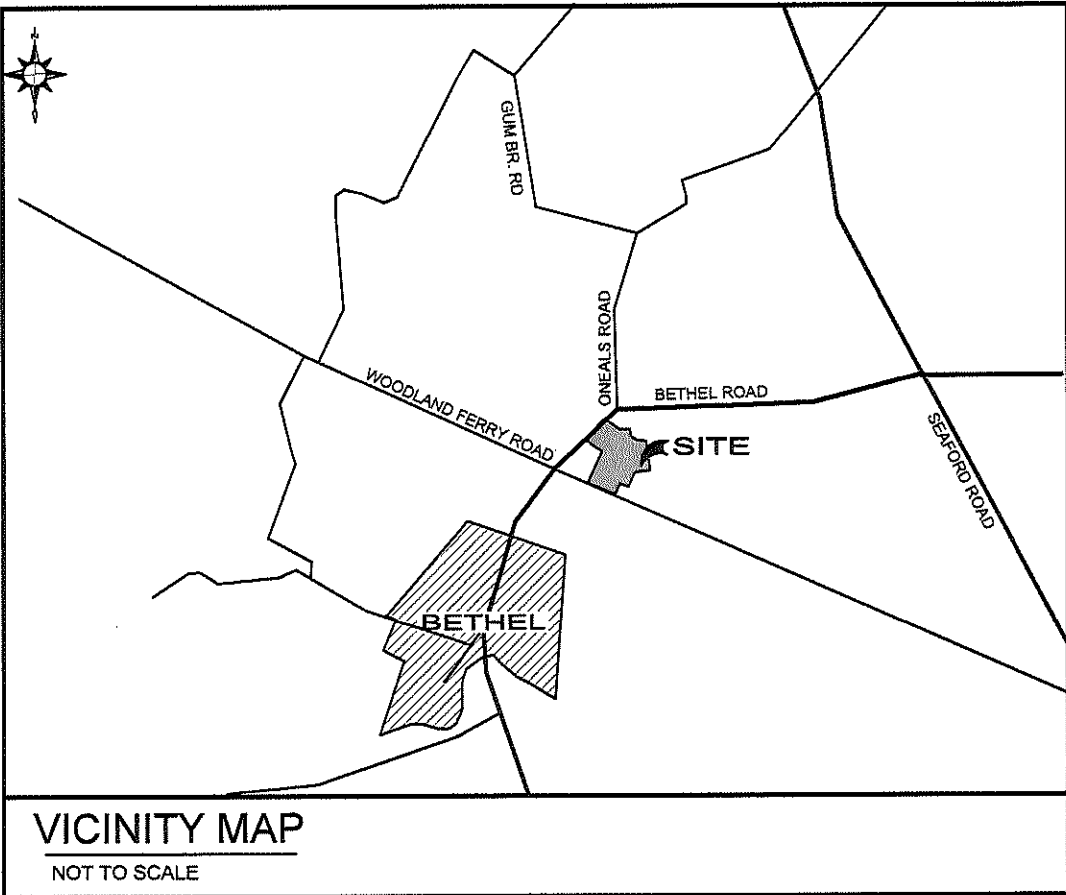 N
GUM BR. RD
ONEALS ROAD
WOODLAND FERRY ROAD
BETHEL ROAD
SITE
SEAFORD ROAD
BETHEL
VICINITY MAP
NOT TO SCALE